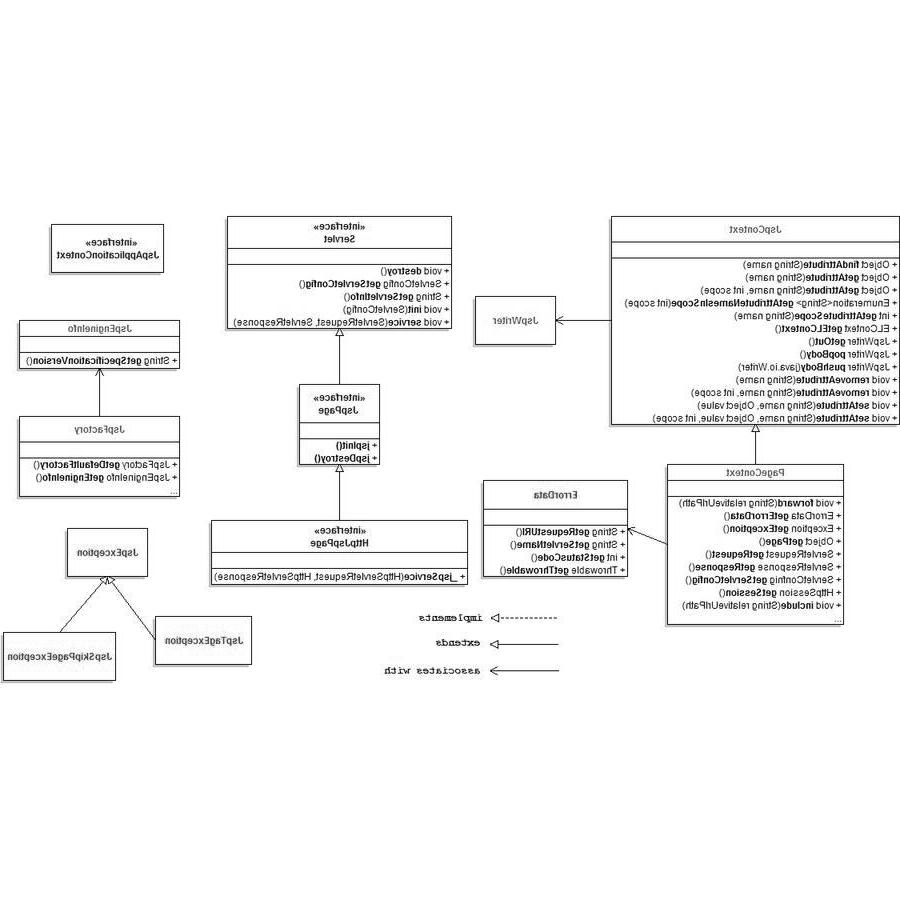 JspContext
+ Object findAttribute(String name)
+ Object getAttribute(String name)
+ Object getAttribute(String name, int scope)
+ Enumeration<String> getAttributeNamesInScope(int scope)
+ int getAttributeScope(String name)
+ ELContext getELContext()
+ JspWriter getOut()
+ JspWriter popBody()
+ JspWriter pushBody(java.io.Writer)
+ void removeAttribute(String name)
+ void removeAttribute(String name, int scope)
+ void setAttribute(String name, Object value)
+ void setAttribute(String name, Object value, int scope)
JspWriter
«interface»
Servlet
+ void destroy()
+ ServletConfig getServletConfig()
+ String getServletInfo()
+ void init(ServletConfig)
+ void service(ServletRequest, ServletResponse)
«interface»
JspApplicationContext
JspEngineInfo
+ String getSpecificationVersion()
«interface»
JspPage
+ jspInit()
+ jspDestroy()
JspFactory
+ JspFactory getDefaultFactory()
+ JspEngineInfo getEngineInfo()
...
PageContext
+ void forward(String relativeUrlPath)
+ ErrorData getErrorData()
+ Exception getException()
+ Object getPage()
+ ServletRequest getRequest()
+ ServletResponse getResponse()
+ ServletConfing getServletConfig()
+ HttpSession getSession()
+ void include(String relativeUrlPath)
...
ErrorData
+ String getRequestURI()
+ String getServletName()
+ int getStatusCode()
+ Throwable getThrowable()
«interface»
HttpJspPage
+ _jspService(HttpServletRequest, HttpServletResponse)
JspException
JspTagException
JspSkipPageException
implements
extends
associates with